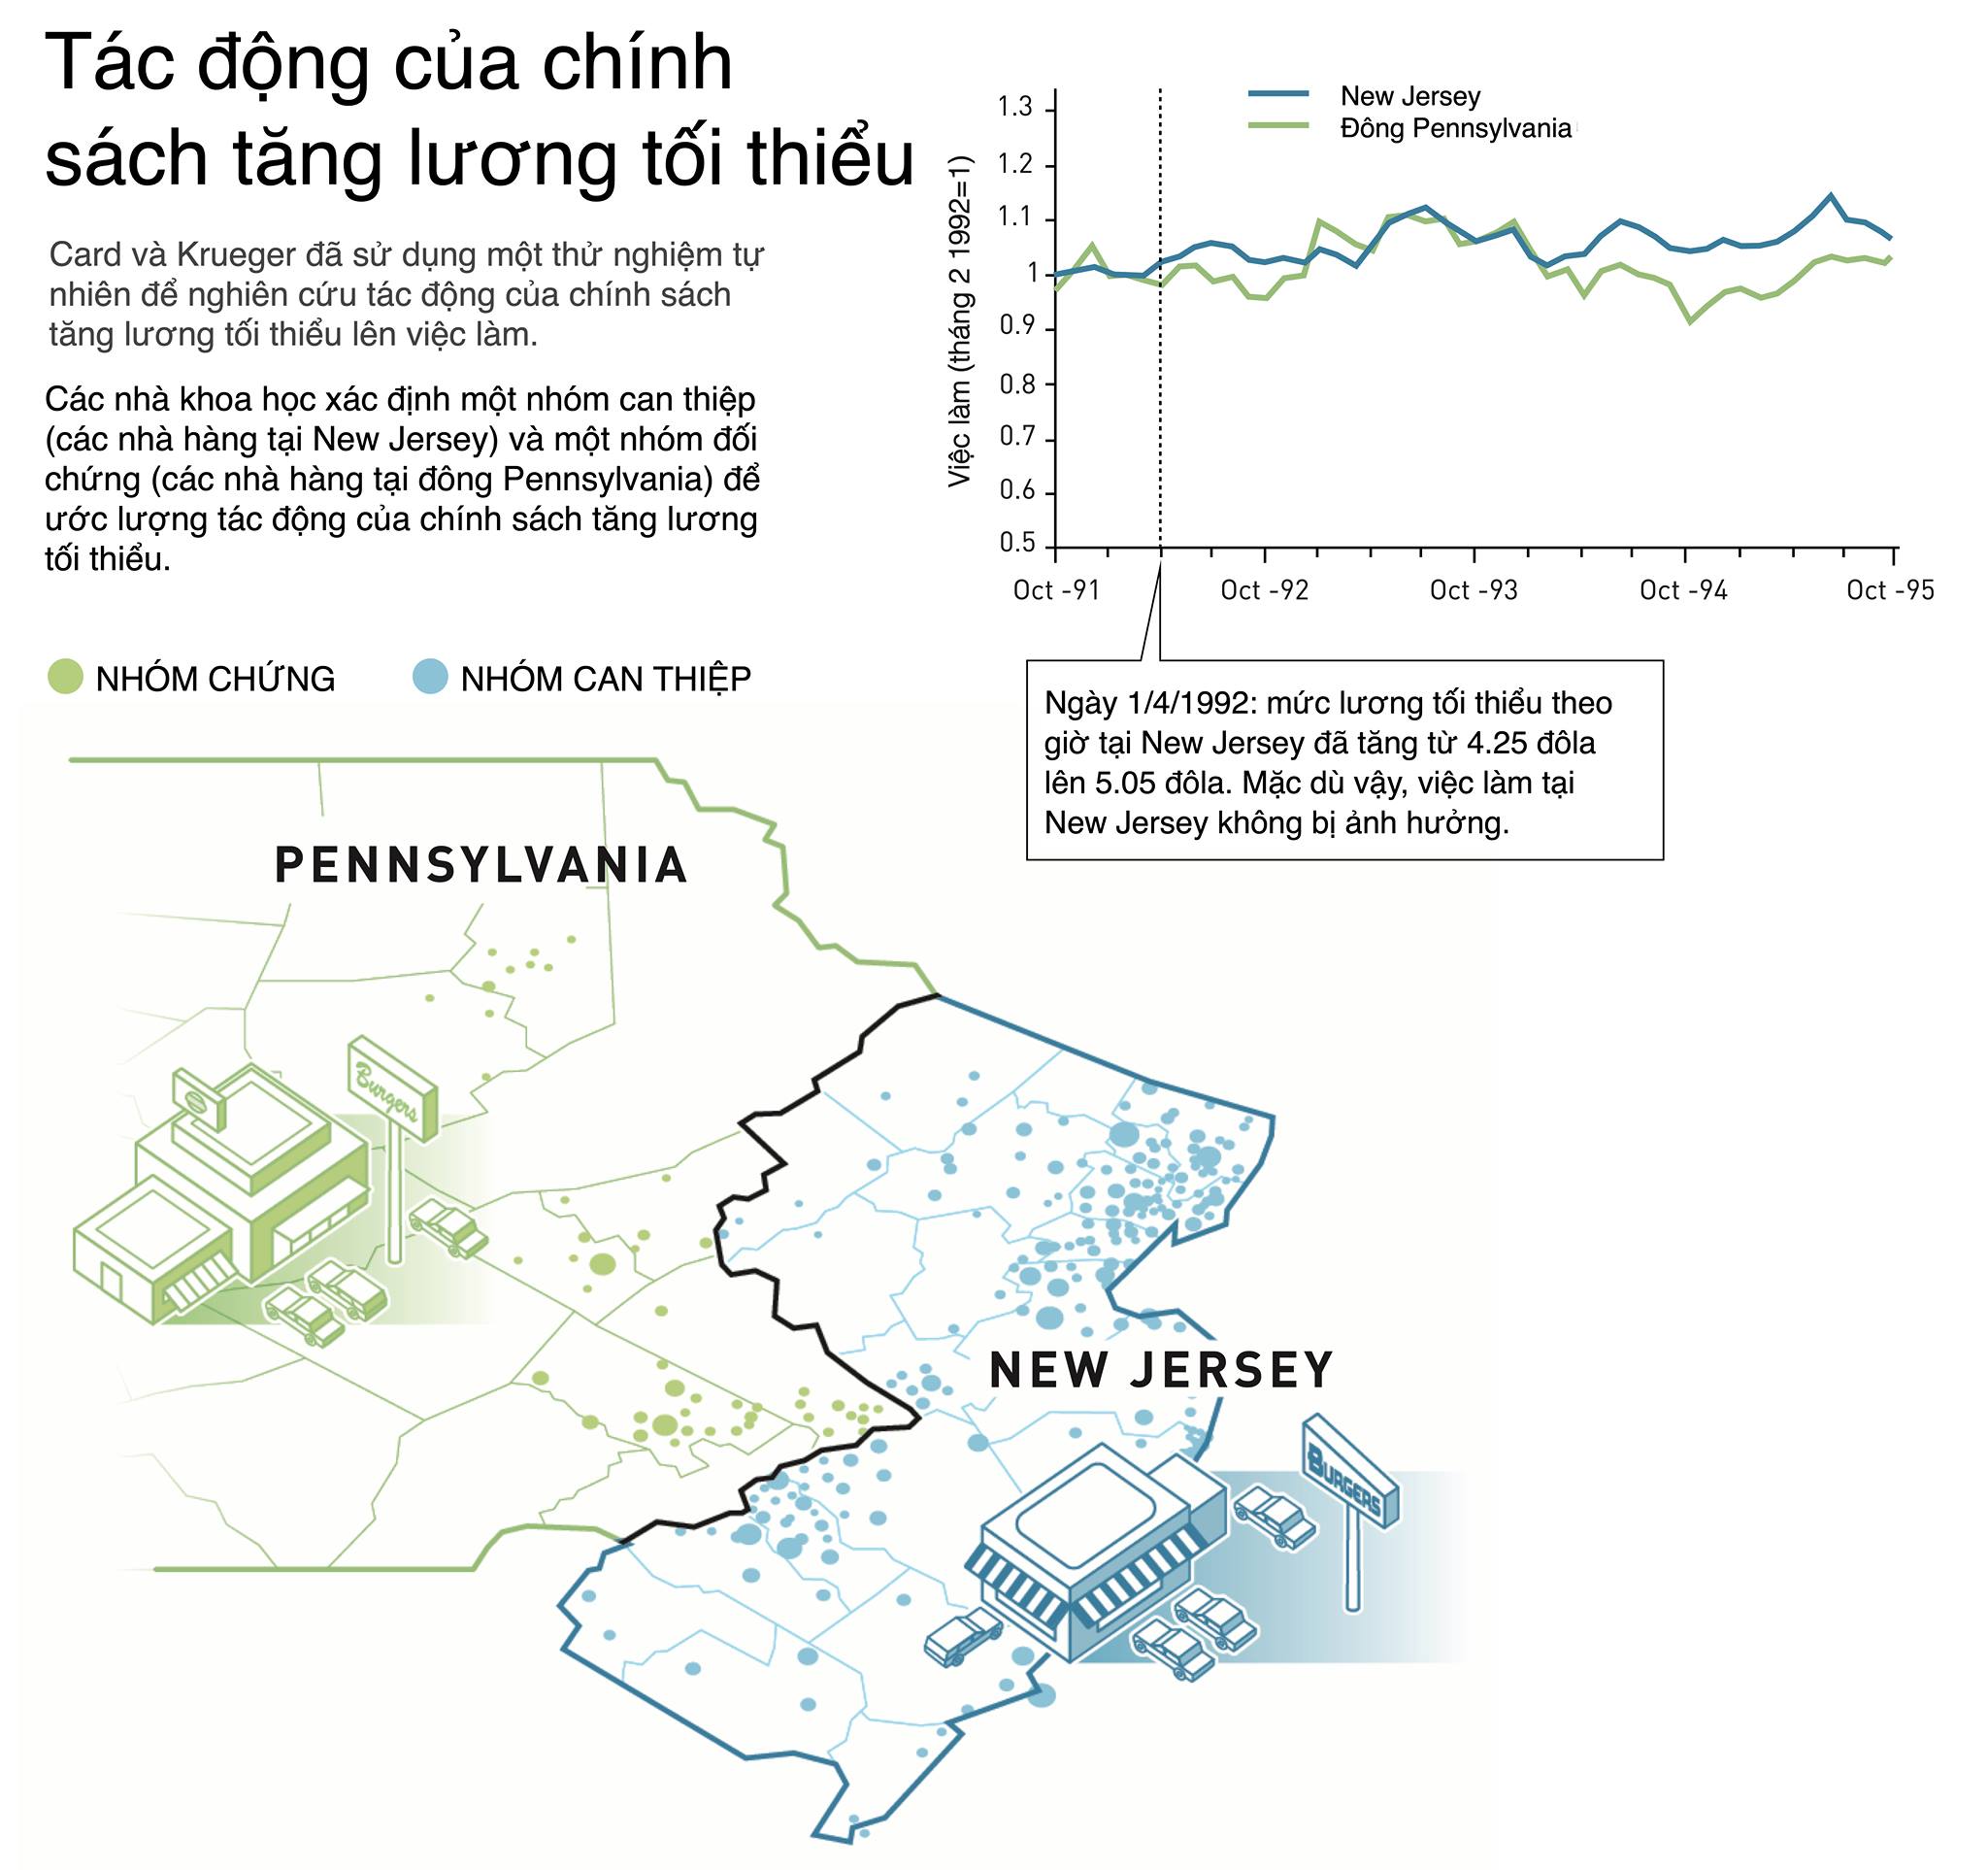 Tác động của chính
sách tăng lương tối thiểu
Card và Krueger đã sử dụng một thử nghiệm tự
nhiên để nghiên cứu tác động của chính sách
tăng lương tối thiểu lên việc làm.
Các nhà khoa học xác định một nhóm can thiệp
(các nhà hàng tại New Jersey) và một nhóm đối
chứng (các nhà hàng tại đông Pennsylvania) để
ước lượng tác động của chính sách tăng lương
tối thiểu.
NHÓM CHỨNG
NHÓM CAN THIỆP
New Jersey
Đông Pennsylvania
Việc làm (tháng 2 1992=1)
1.3
1.2
1.1
1
0.9
0.8
0.7
0.6
0.5
Oct -91
Oct -92
Oct -93
Oct -94
Oct -95
Ngày 1/4/1992: mức lương tối thiểu theo
giờ tại New Jersey đã tăng từ 4.25 đôla
lên 5.05 đôla. Mặc dù vậy, việc làm tại
New Jersey không bị ảnh hưởng.
PENNSYLVANIA
Burgers
NEW JERSEY
BURGERS